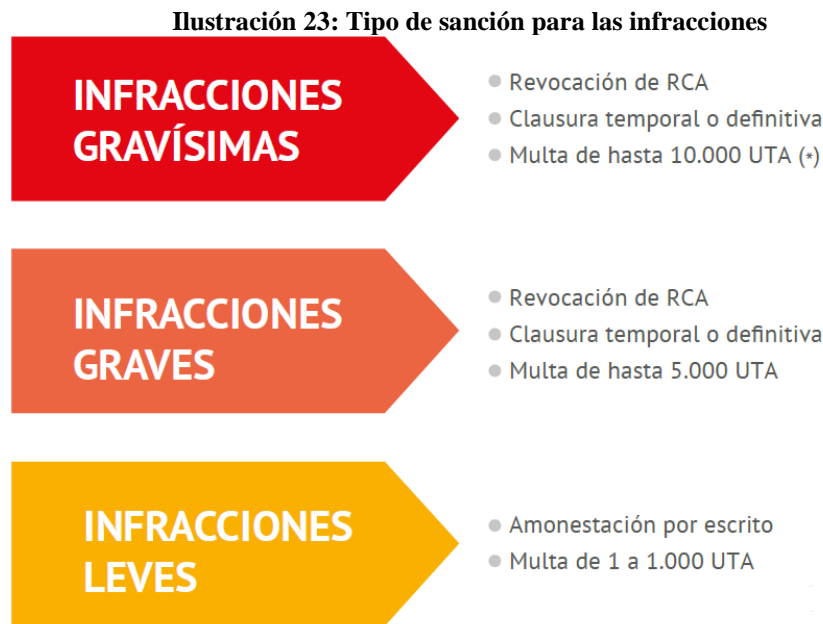 Ilustración 23: Tipo de sanción para las infracciones
INFRACCIONES
GRAVÍSIMAS
Revocación de RCA
Clausura temporal o definitiva
Multa de hasta 10.000 UTA (*)
INFRACCIONES
GRAVES
Revocación de RCA
Clausura temporal o definitiva
Multa de hasta 5.000 UTA
INFRACCIONES
LEVES
Amonestación por escrito
Multa de 1 a 1.000 UTA